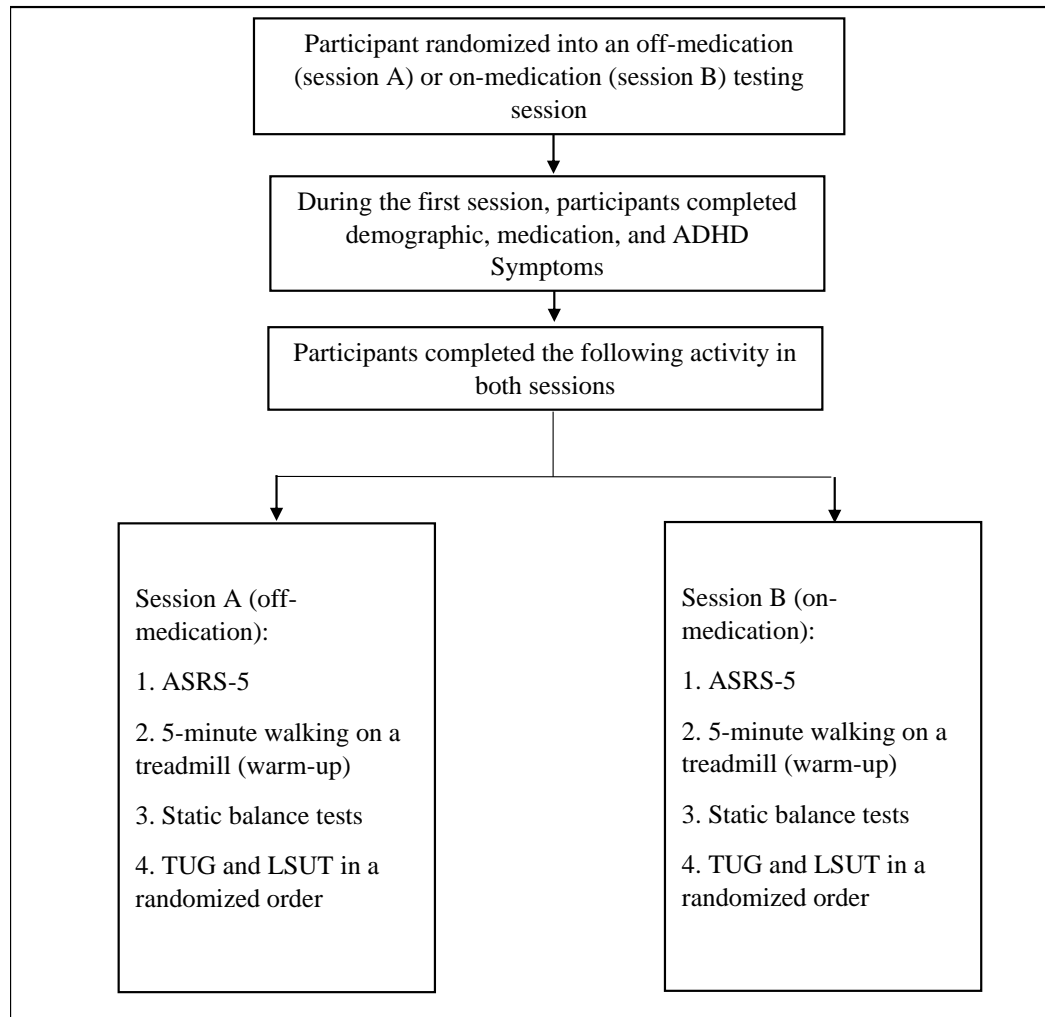 Participant randomized into an off-medication
(session A) or on-medication (session B) testing
session
During the first session, participants completed
demographic, medication, and ADHD
Symptoms
Participants completed the following activity in
both sessions
Session A (off-
medication):
1. ASRS-5
2. 5-minute walking on a
treadmill (warm-up)
3. Static balance tests
4. TUG and LSUT in a
randomized order
Session B (on-
medication):
1. ASRS-5
2. 5-minute walking on a
treadmill (warm-up)
3. Static balance tests
4. TUG and LSUT in a
randomized order